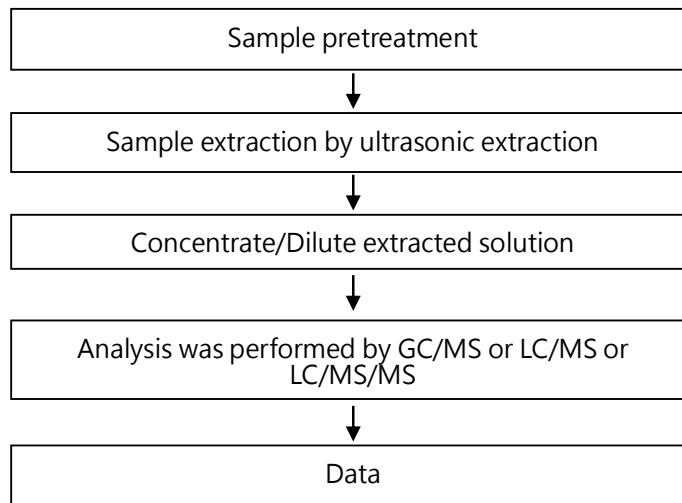 Sample pretreatment
Sample extraction by ultrasonic extraction
Concentrate/Dilute extracted solution
Analysis was performed by GC/MS or LC/MS or
LC/MS/MS
Data